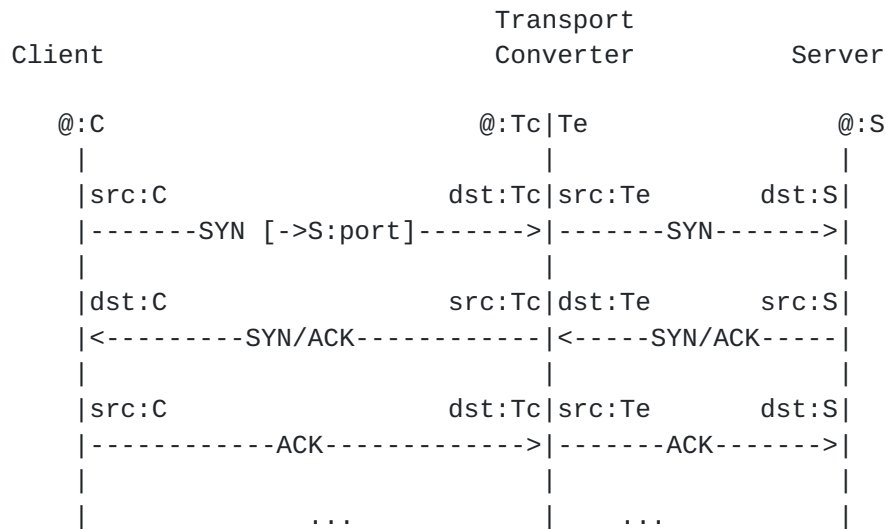 Transport
Client                        Converter         Server

   @:C                       @:Tc|Te               @:S
    |                            |                  |
    |src:C                 dst:Tc|src:Te       dst:S|
    |-------SYN [->S:port]------->|-------SYN------->|
    |                            |                  |
    |dst:C                 src:Tc|dst:Te       src:S|
    |<---------SYN/ACK------------|<-----SYN/ACK-----|
    |                            |                  |
    |src:C                 dst:Tc|src:Te       dst:S|
    |------------ACK------------->|-------ACK------->|
    |                            |                  |
    |             ...            |    ...           |